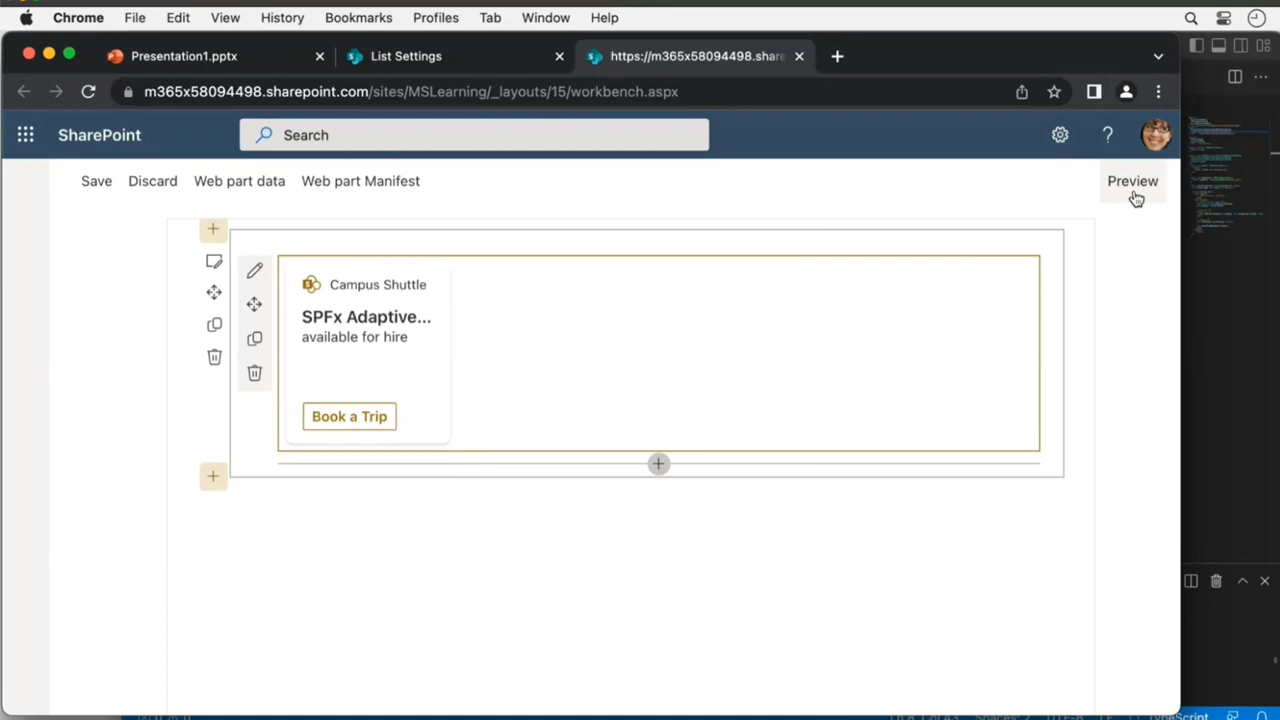 Chrome File Edit View History Bookmarks Profiles Tab Window Help
Presentation1.pptx List Settings https://m365x58094498.share
m365x58094498.sharepoint.com/sites/MSLearning/_layouts/15/workbench.aspx
SharePoint Search
Save Discard Web part data Web part Manifest Preview
Campus Shuttle
SPFx Adaptive...
available for hire
Book a Trip